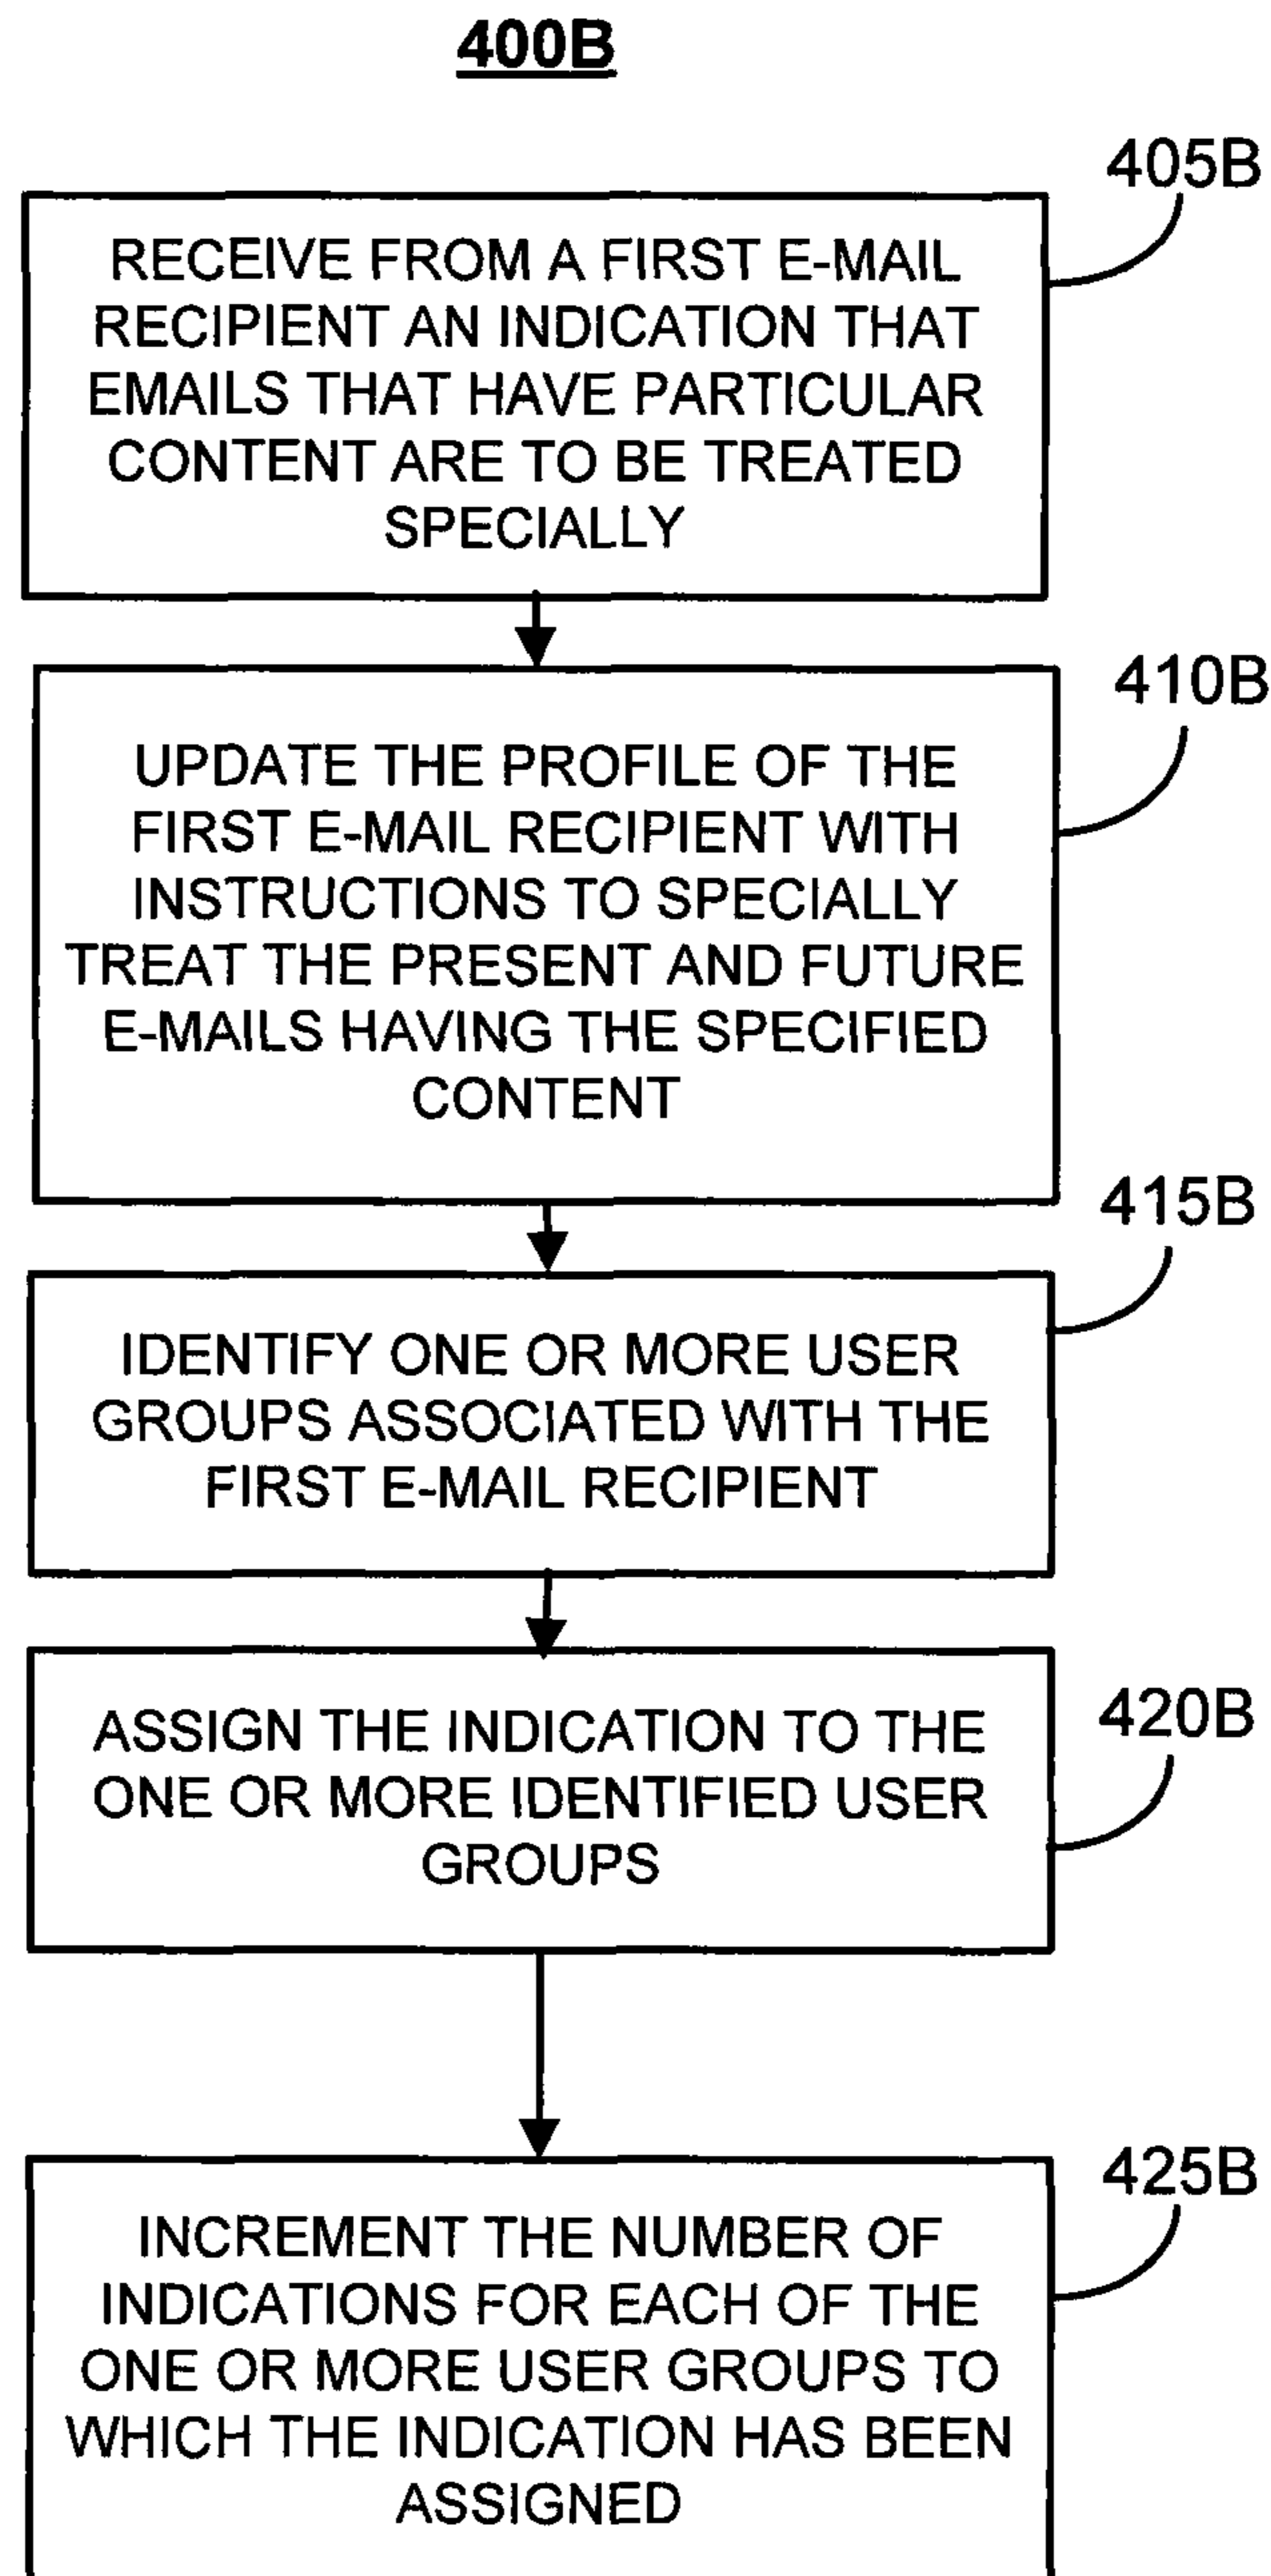 400B
405B
RECEIVE FROM A FIRST E-MAIL
RECIPIENT AN INDICATION THAT
EMAILS THAT HAVE PARTICULAR
CONTENT ARE TO BE TREATED
SPECIALLY
410B
UPDATE THE PROFILE OF THE
FIRST E-MAIL RECIPIENT WITH
INSTRUCTIONS TO SPECIALLY
TREAT THE PRESENT AND FUTURE
E-MAILS HAVING THE SPECIFIED
CONTENT
415B
IDENTIFY ONE OR MORE USER
GROUPS ASSOCIATED WITH THE
FIRST E-MAIL RECIPIENT
420B
ASSIGN THE INDICATION TO THE
ONE OR MORE IDENTIFIED USER
GROUPS
425B
INCREMENT THE NUMBER OF
INDICATIONS FOR EACH OF THE
ONE OR MORE USER GROUPS TO
WHICH THE INDICATION HAS BEEN
ASSIGNED